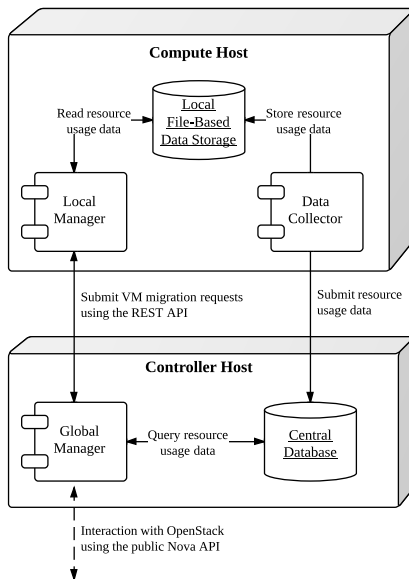 Compute Host
Read resource
usage data
Local
File-Based
Data Storage
Store resource
usage data
Local
Manager
Data
Collector
Submit VM migration requests
using the REST API
Submit resource
usage data
Controller Host
Global
Manager
Query resource
usage data
Central
Database
Interaction with OpenStack
using the public Nova API